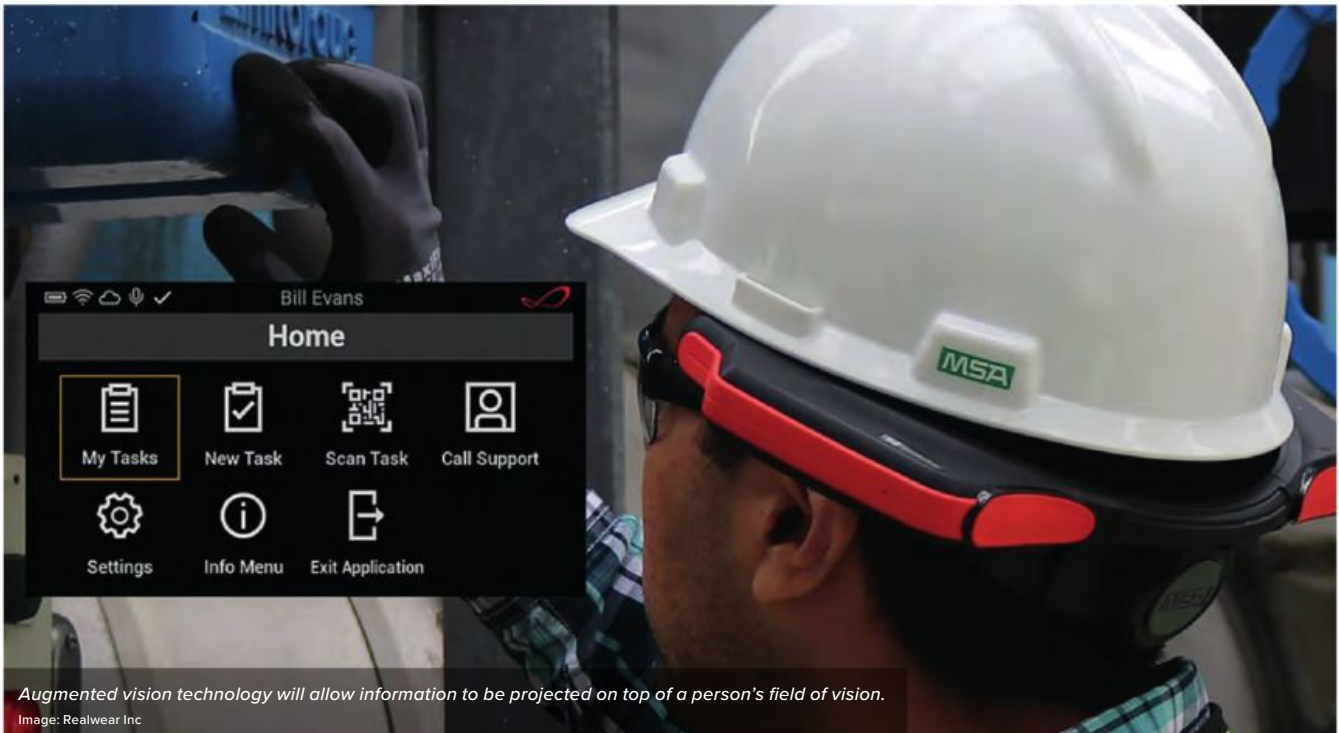 Bill Evans
Home
My Tasks
New Task
Scan Task
Call Support
Settings
Info Menu
Exit Application
MSA
MSA
Augmented vision technology will allow information to be projected on top of a person's field of vision.
Image: Realwear Inc